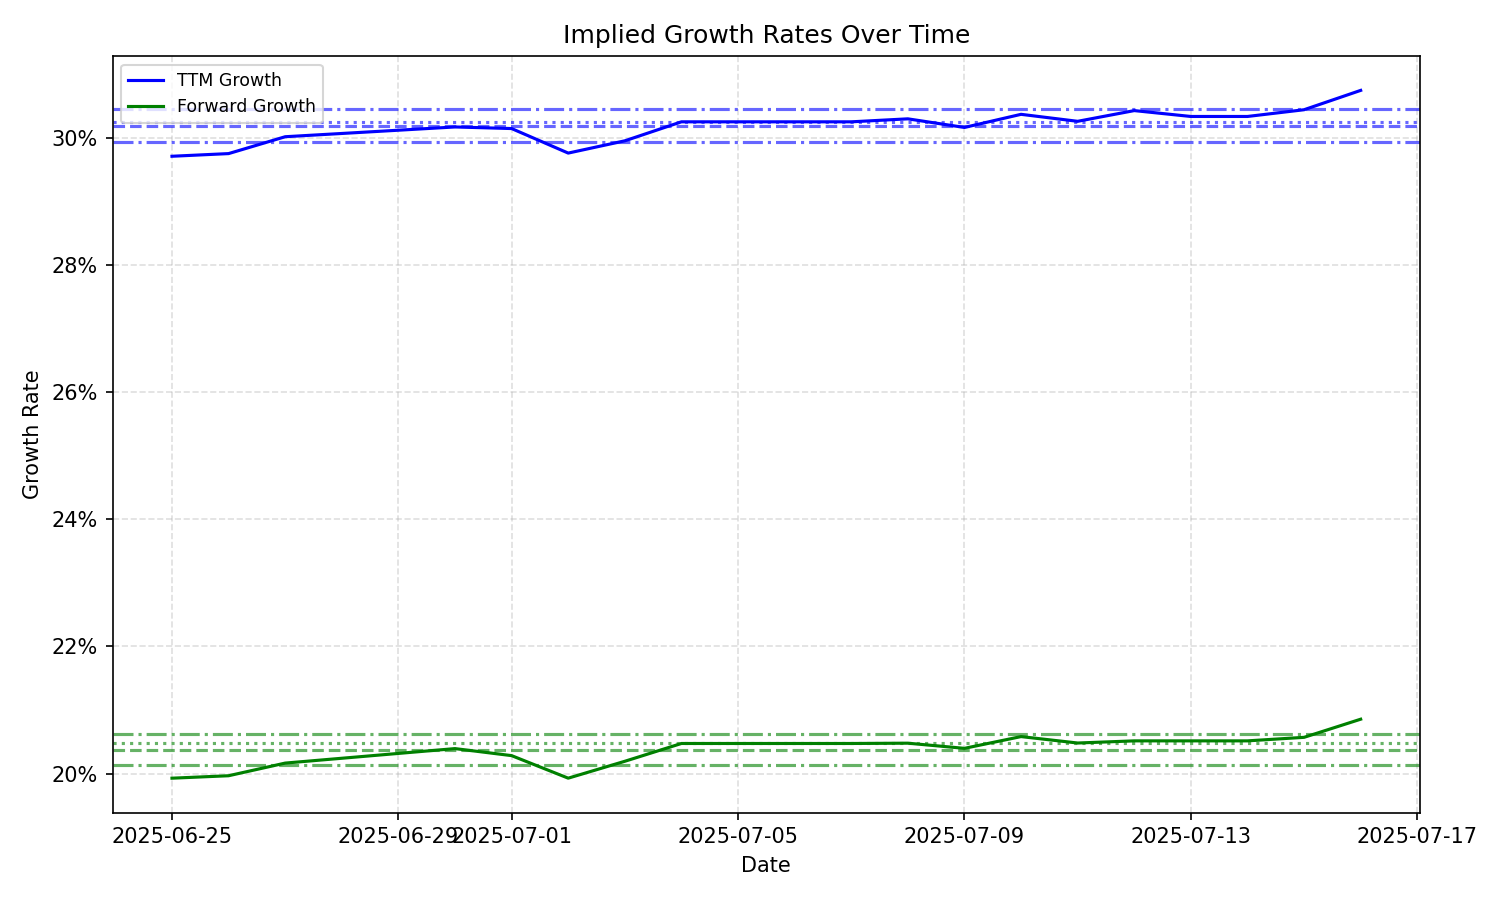 Implied Growth Rates Over Time
TTM Growth
Forward Growth
Growth Rate
30%
28%
26%
24%
22%
20%
2025-06-25
2025-06-29
2025-07-01
2025-07-05
2025-07-09
2025-07-13
2025-07-17
Date